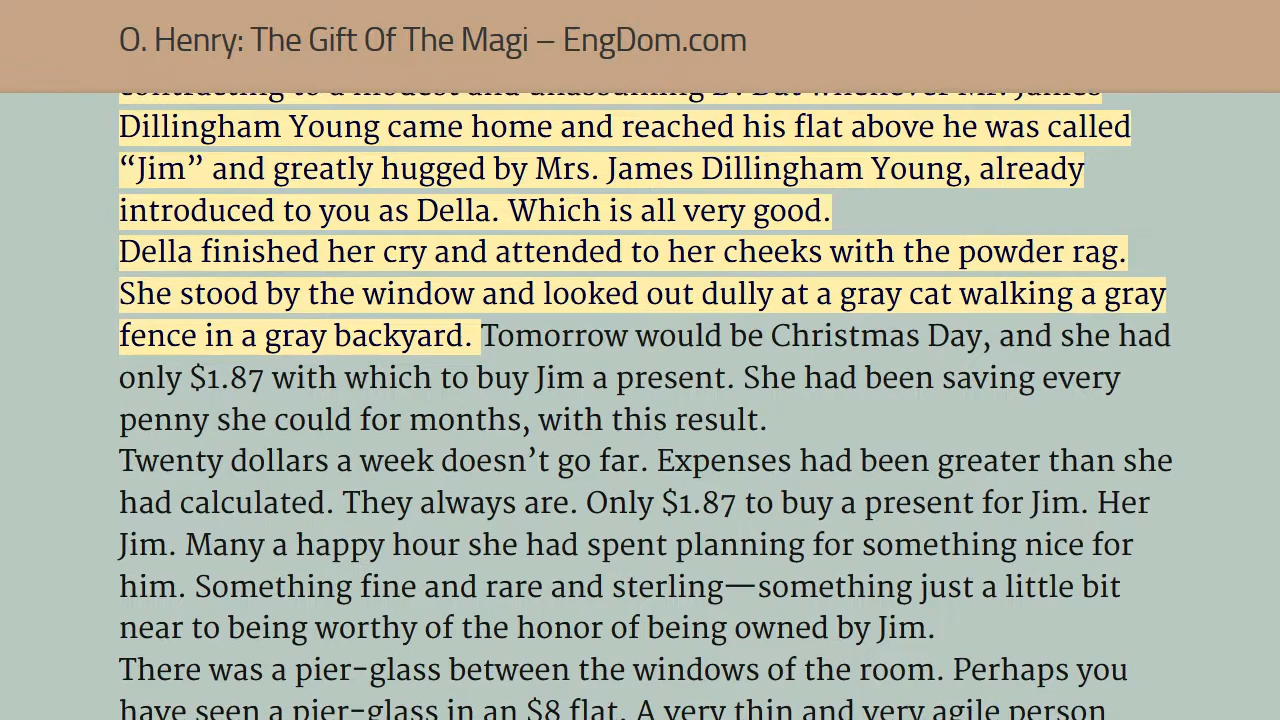 O. Henry: The Gift Of The Magi – EngDom.com
contracting to a modest and unassuming D. But whenever Mr. James
Dillingham Young came home and reached his flat above he was called
“Jim” and greatly hugged by Mrs. James Dillingham Young, already
introduced to you as Della. Which is all very good.
Della finished her cry and attended to her cheeks with the powder rag.
She stood by the window and looked out dully at a gray cat walking a gray
fence in a gray backyard. Tomorrow would be Christmas Day, and she had
only $1.87 with which to buy Jim a present. She had been saving every
penny she could for months, with this result.
Twenty dollars a week doesn’t go far. Expenses had been greater than she
had calculated. They always are. Only $1.87 to buy a present for Jim. Her
Jim. Many a happy hour she had spent planning for something nice for
him. Something fine and rare and sterling—something just a little bit
near to being worthy of the honor of being owned by Jim.
There was a pier-glass between the windows of the room. Perhaps you
have seen a pier-glass in an $8 flat. A very thin and very agile person